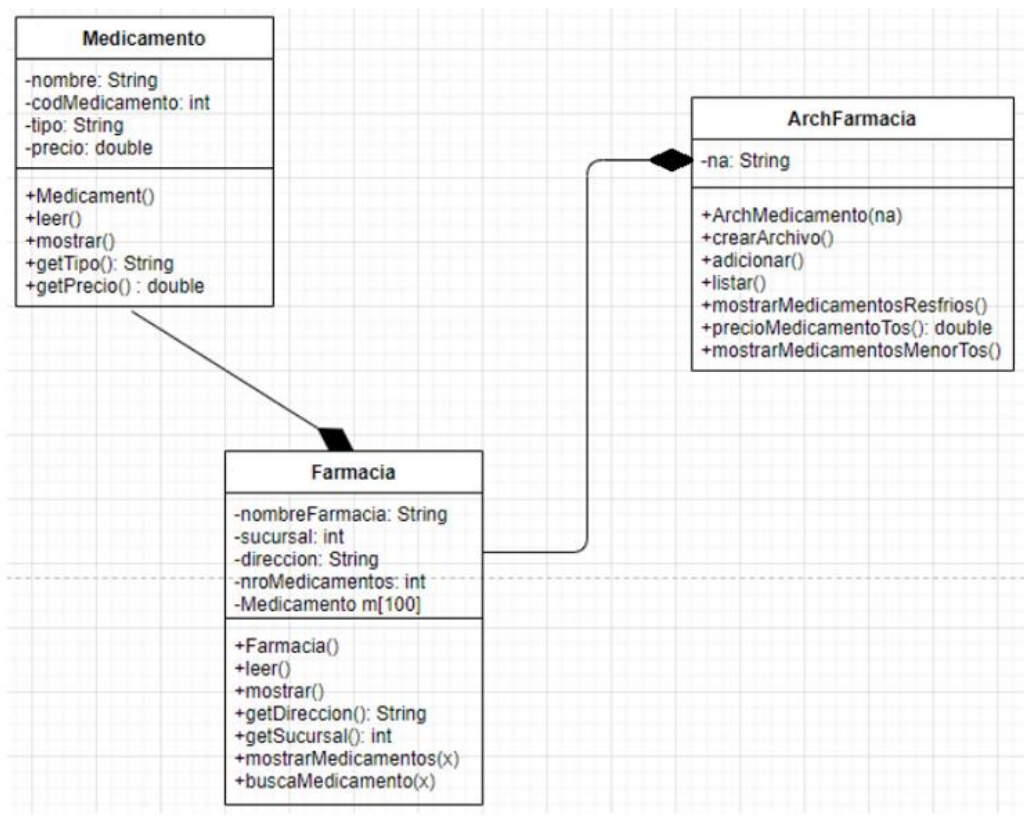 Medicamento
-nombre: String
-codMedicamento: int
-tipo: String
-precio: double
+Medicament()
+leer()
+mostrar()
+getTipo(): String
+getPrecio() : double
ArchFarmacia
-na: String
+ArchMedicamento(na)
+crearArchivo()
+adicionar()
+listar()
+mostrarMedicamentosResfrios()
+precioMedicamentoTos(): double
+mostrarMedicamentosMenorTos()
Farmacia
-nombreFarmacia: String
-sucursal: int
-direccion: String
-nroMedicamentos: int
-Medicamento m[100]
+Farmacia()
+leer()
+mostrar()
+getDireccion(): String
+getSucursal(): int
+mostrarMedicamentos(x)
+buscaMedicamento(x)